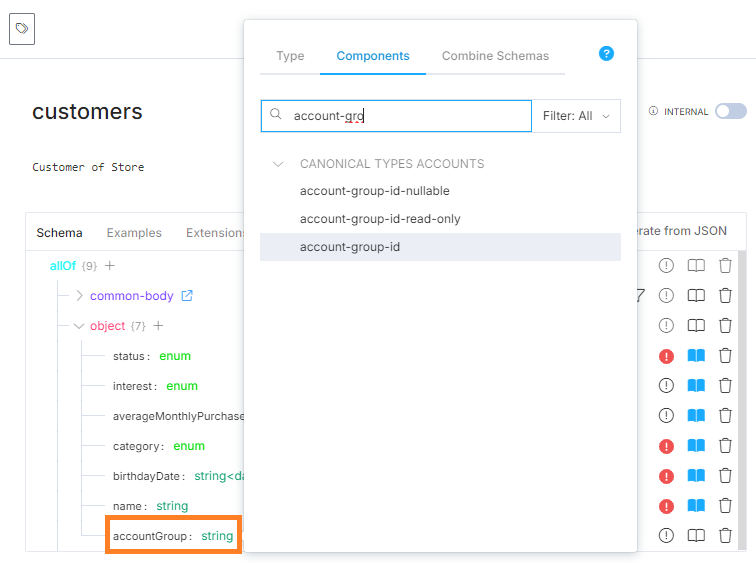 Type Components Combine Schemas
?
customers
account-gro Filter: All
INTERNAL
Customer of Store
CANONICAL TYPES ACCOUNTS
account-group-id-nullable
account-group-id-read-only
account-group-id
Schema Examples Extensions erate from JSON
allOf {9} +
common-body
object {7} +
status: enum
interest: enum
averageMonthlyPurchase
category: enum
birthdayDate: string<da
name: string
accountGroup: string